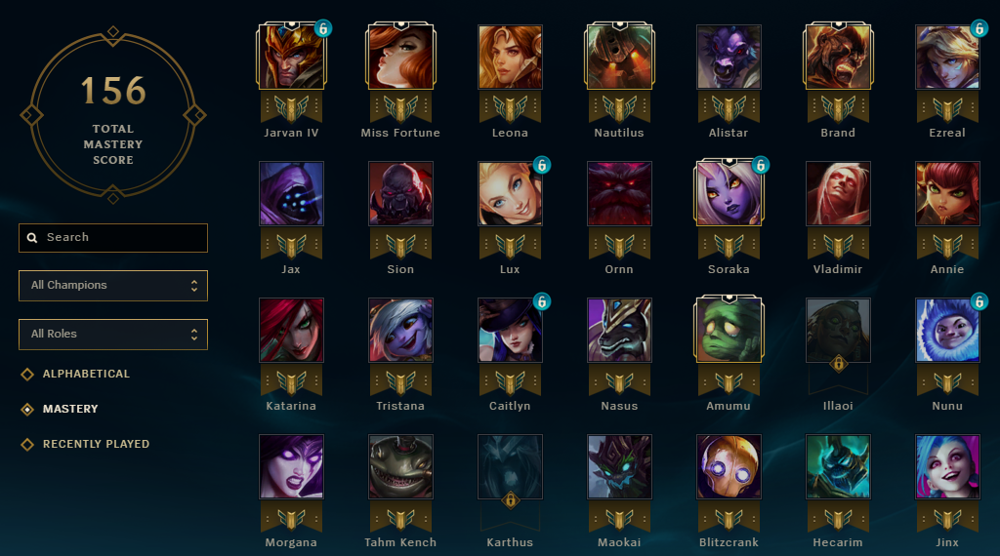 156
TOTAL
MASTERY
SCORE
Search
All Champions
All Roles
ALPHABETICAL
MASTERY
RECENTLY PLAYED
6 6
Jarvan IV Miss Fortune Leona Nautilus Alistar Brand Ezreal
6 6
Jax Sion Lux Ornn Soraka Vladimir Annie
6 6
Katarina Tristana Caitlyn Nasus Amumu Illaoi Nunu
Morgana Tahm Kench Karthus Maokai Blitzcrank Hecarim Jinx